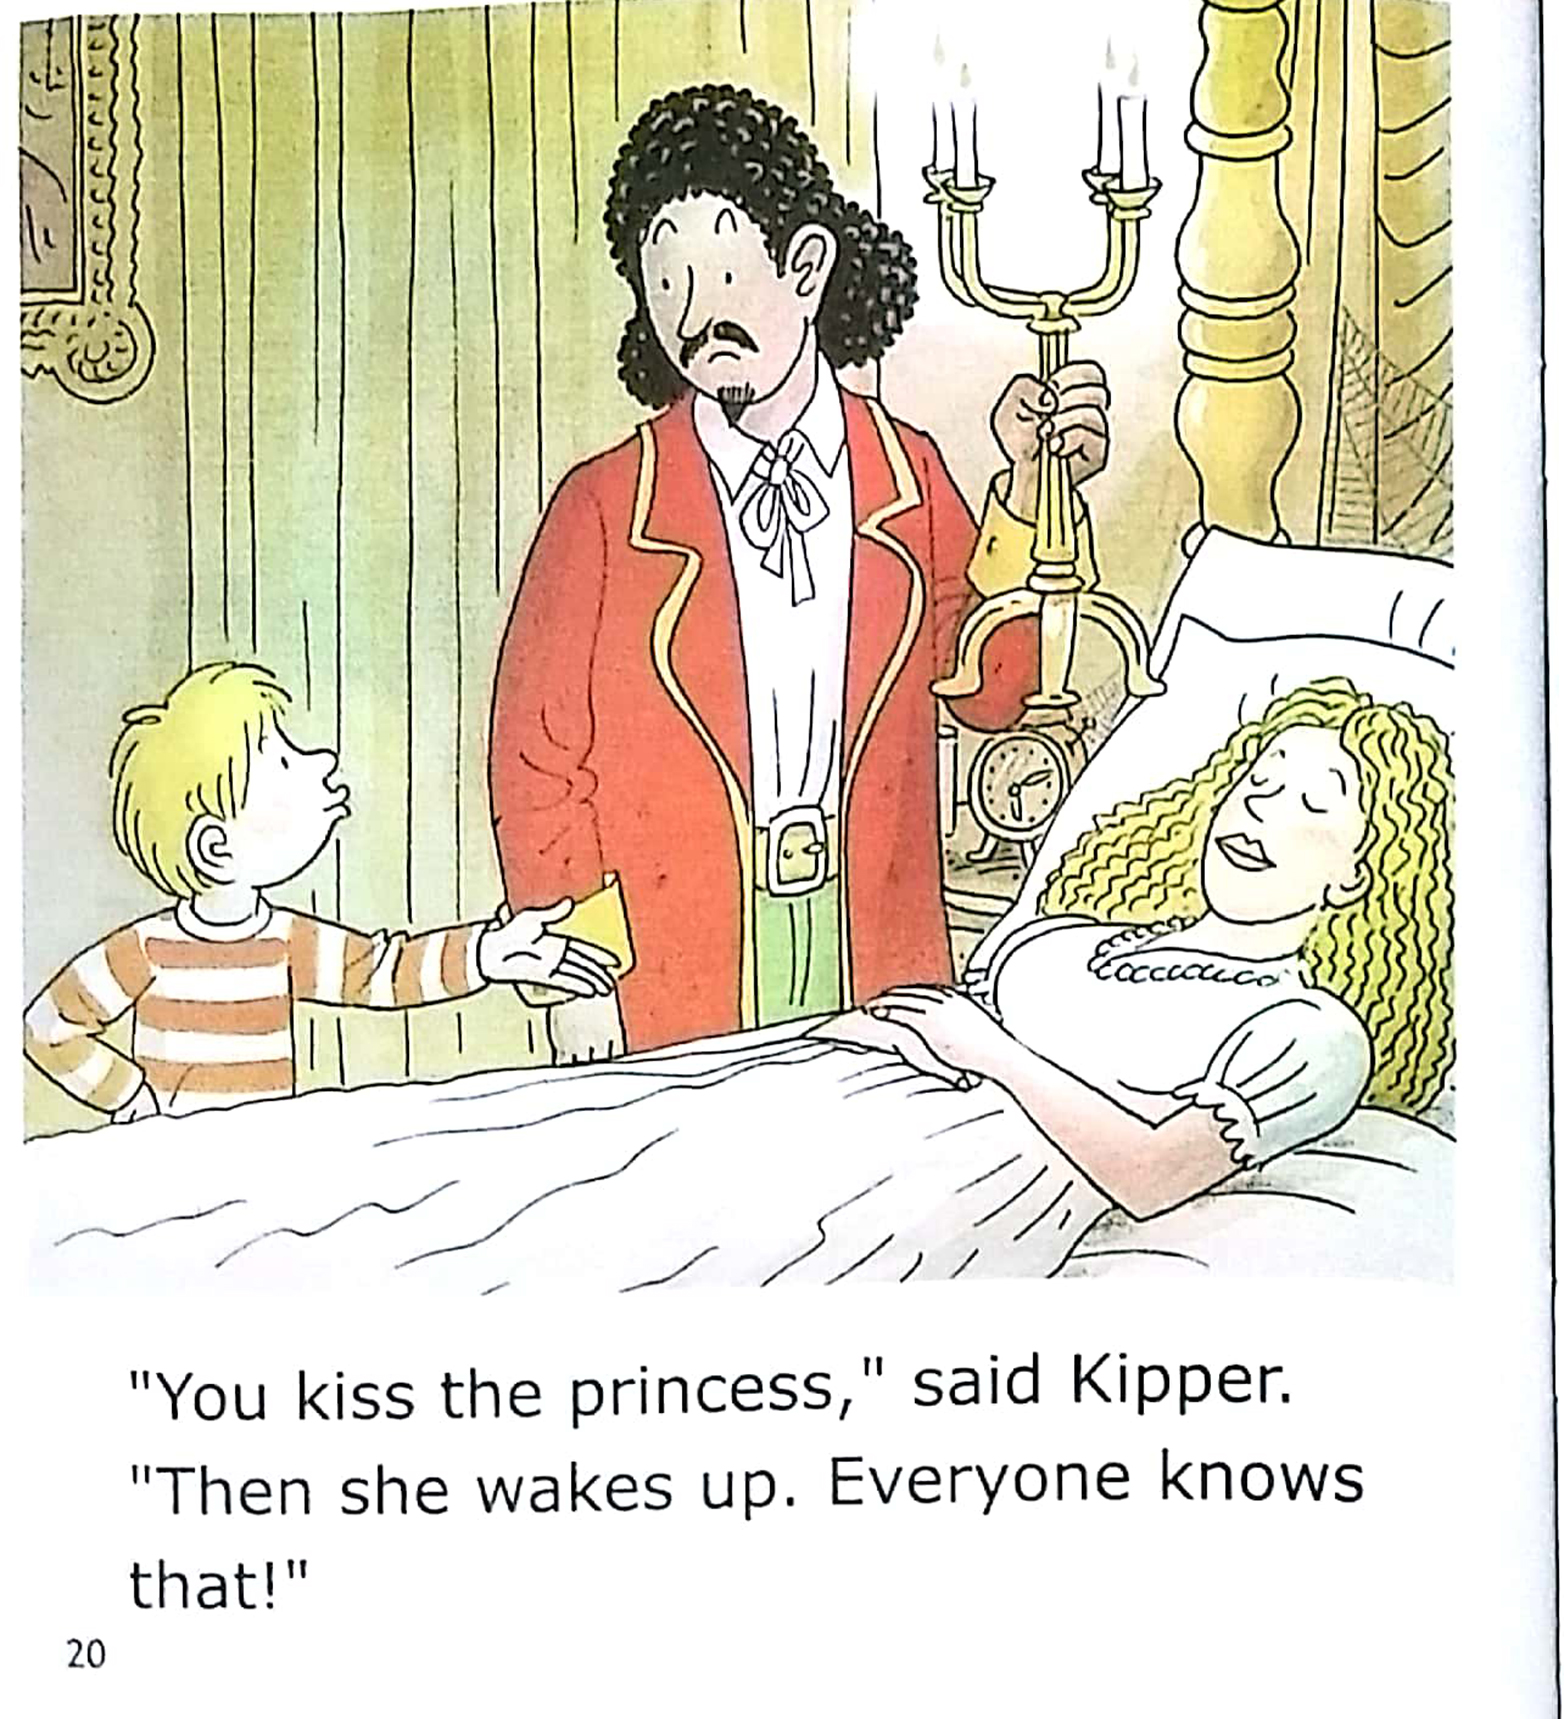 "You kiss the princess," said Kipper.
"Then she wakes up. Everyone knows
that!"
20